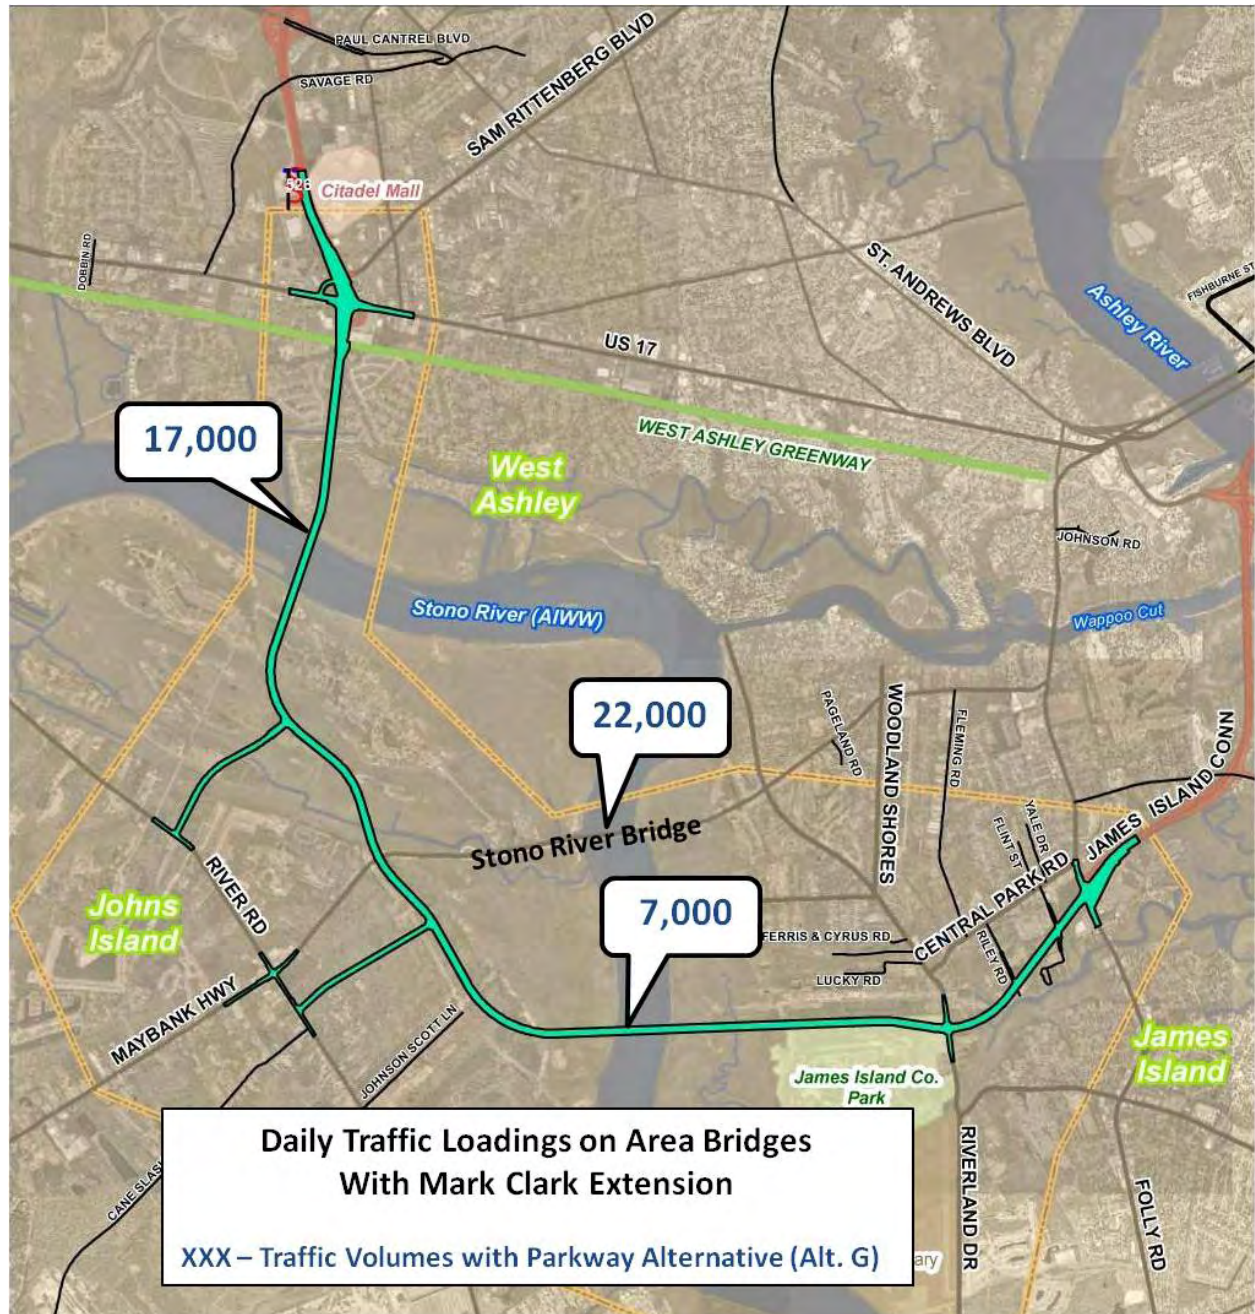 PAUL CANTREL BLVD
SAVAGE RD
SAM RITTENBERG BLVD
526
Citadel Mall
DOBBIN RD
ST. ANDREWS BLVD
Ashley River
FISHBURNE ST
US 17
WEST ASHLEY GREENWAY
17,000
West
Ashley
JOHNSON RD
Stono River (AIWW)
Wappoo Cut
22,000
PAGELAND RD
WOODLAND SHORES
FLEMING RD
JAMES ISLAND CONN
Stono River Bridge
YALE DR
FLINT ST
CENTRAL PARK RD
RIVER RD
Johns
Island
7,000
FERRIS & CYRUS RD
RILEY RD
LUCKY RD
MAYBANK HWY
JOHNSON SCOTT LN
James Island Co.
Park
James
Island
CANE SLASH
RIVERLAND DR
FOLLY RD
Daily Traffic Loadings on Area Bridges
With Mark Clark Extension
XXX – Traffic Volumes with Parkway Alternative (Alt. G)
ary